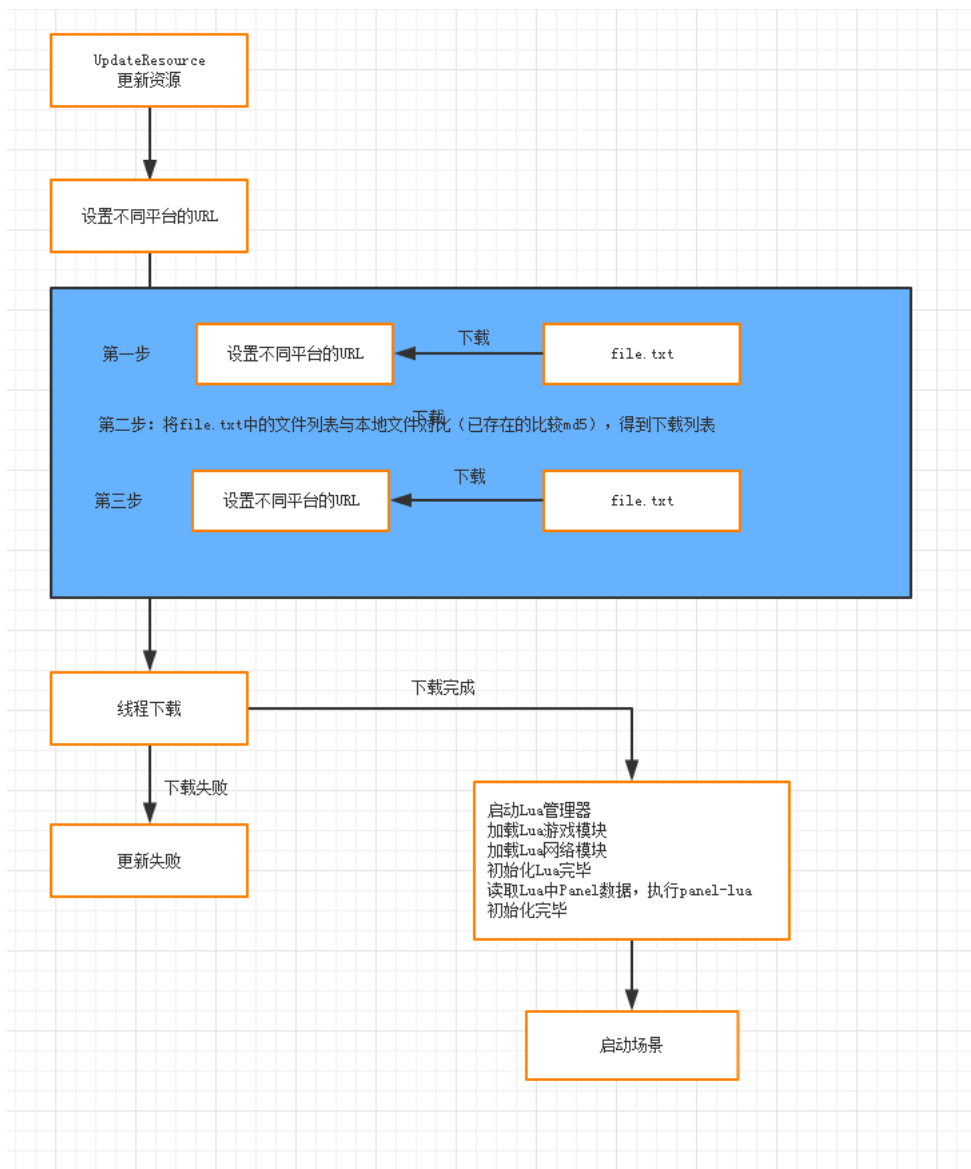 UpdateResource
更新资源
设置不同平台的URL
第一步
设置不同平台的URL
下载
file.txt
下载
第二步：将file.txt中的文件列表与本地文件对比（已存在的比较md5），得到下载列表
第三步
设置不同平台的URL
下载
file.txt
线程下载
下载完成
下载失败
更新失败
启动Lua管理器
加载Lua游戏模块
加载Lua网络模块
初始化Lua完毕
读取Lua中Panel数据，执行panel-lua
初始化完毕
启动场景